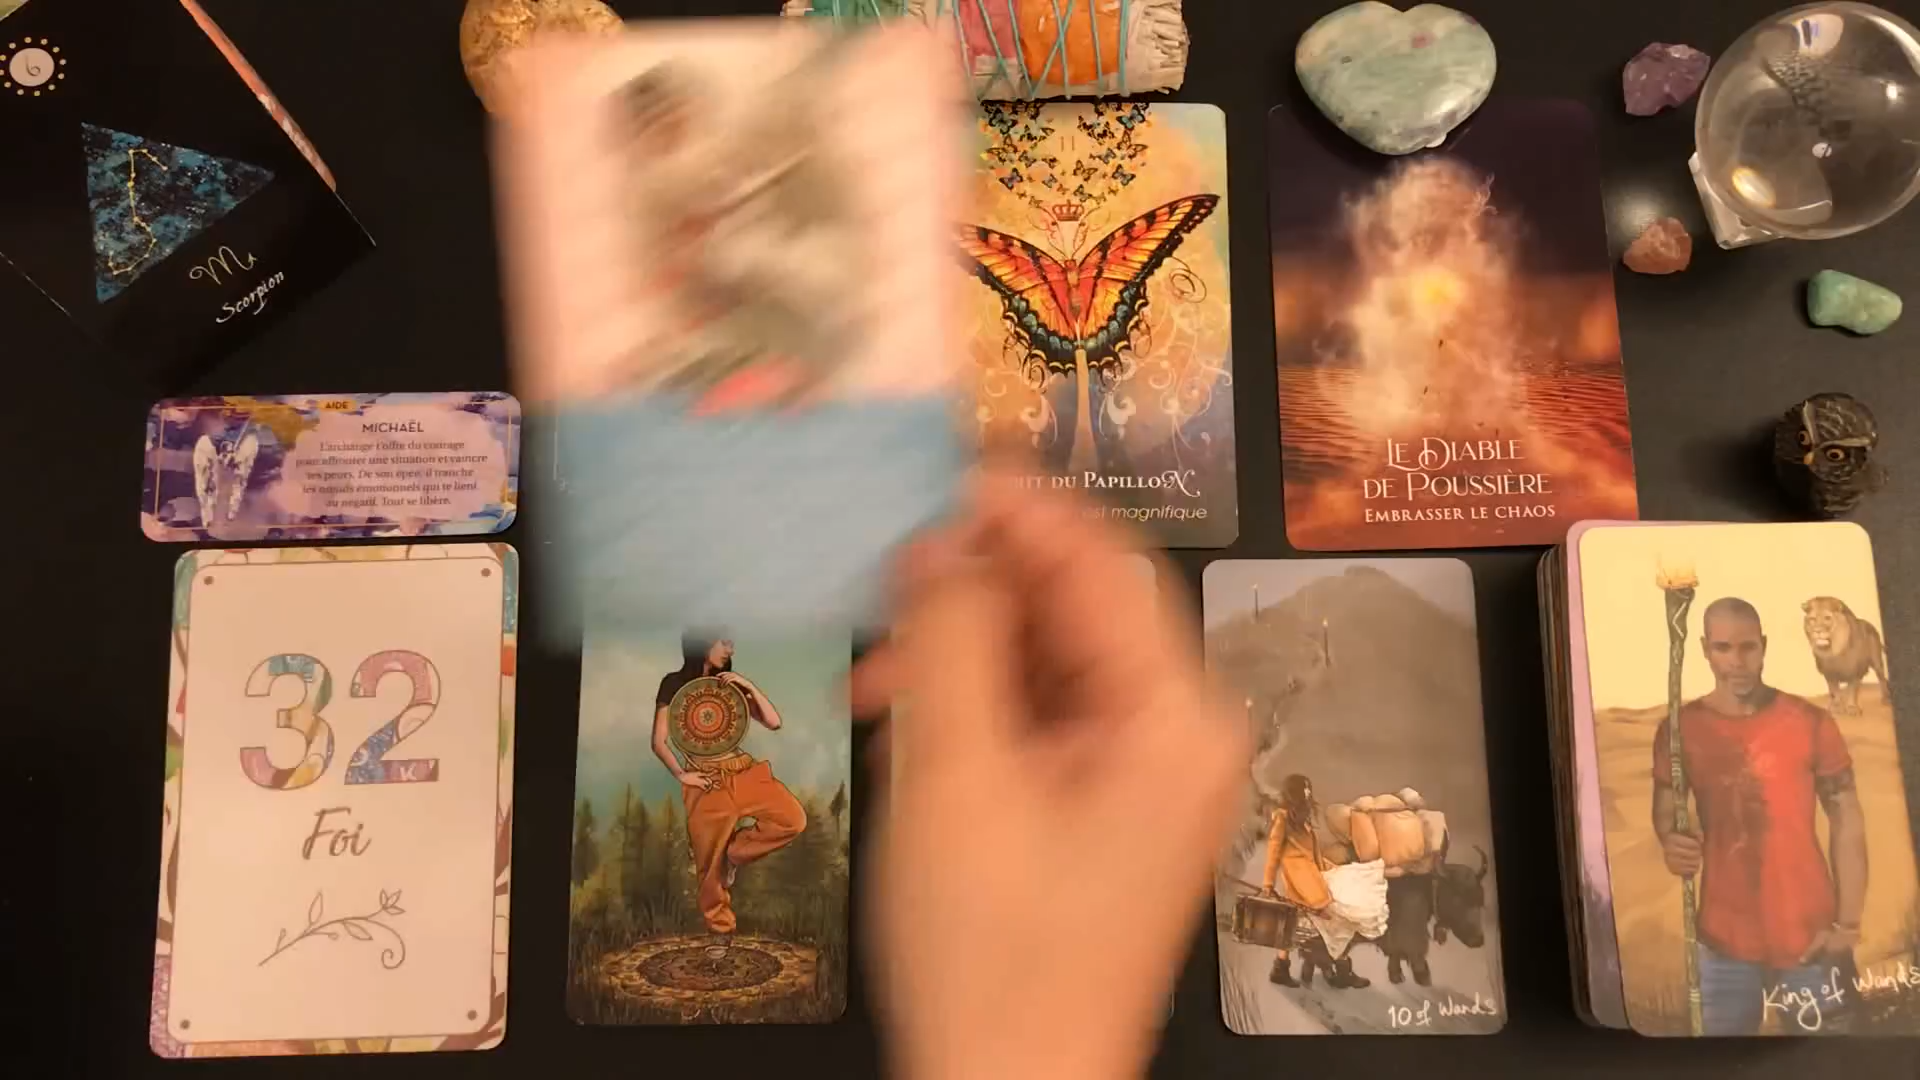 6
Scorpion
11
AIDE
MICHAËL
L'archange t'offre du courage
pour affronter une situation et vaincre
tes peurs. De son épée, il tranche
les nœuds émotionnels qui te lient
au négatif. Tout se libère.
DU PAPILLON
est magnifique
LE DIABLE
DE POUSSIÈRE
EMBRASSER LE CHAOS
32
Foi
10 of Wands
King of Wands